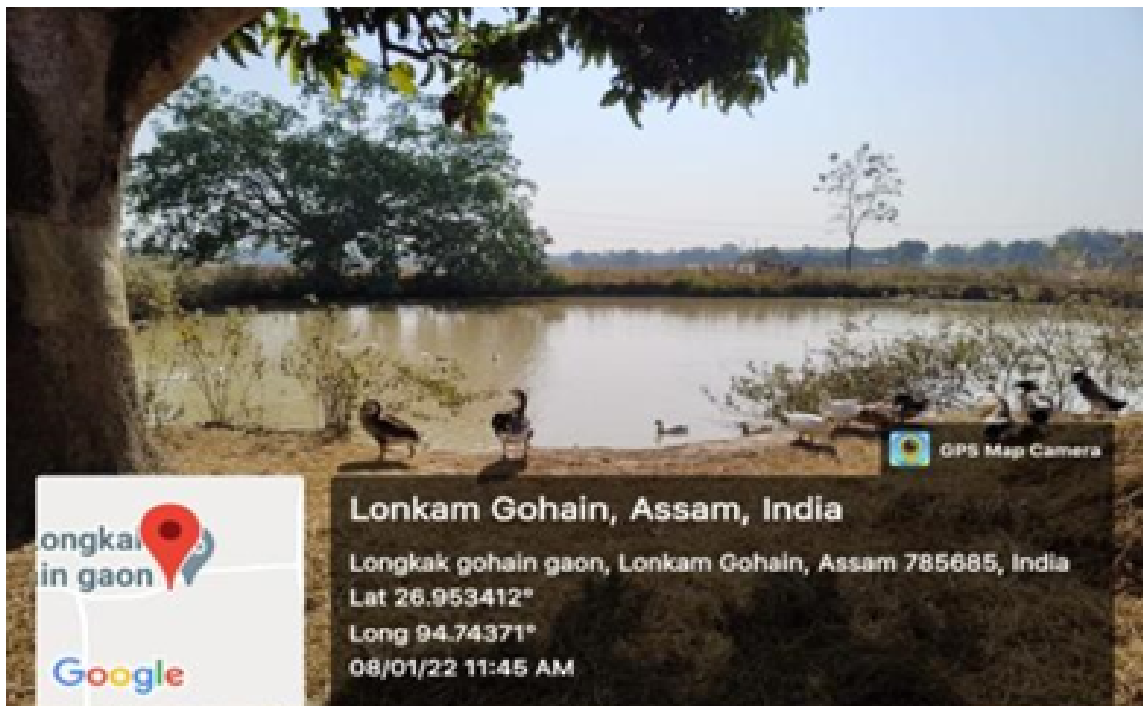 GPS Map Camera
Lonkam Gohain, Assam, India
Longkak gohain gaon, Lonkam Gohain, Assam 785685, India
Lat 26.953412°
Long 94.74371°
08/01/22 11:45 AM
ongkak
in gaon
Google